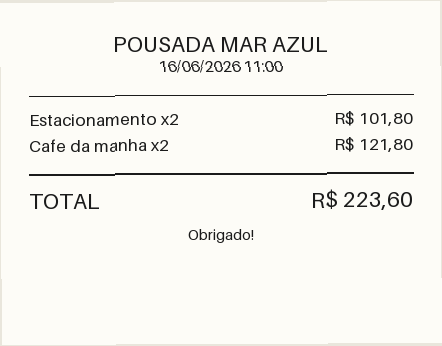 POUSADA MAR AZUL
16/06/2026 11:00
Estacionamento x2 R$ 101,80
Cafe da manha x2 R$ 121,80
TOTAL R$ 223,60
Obrigado!